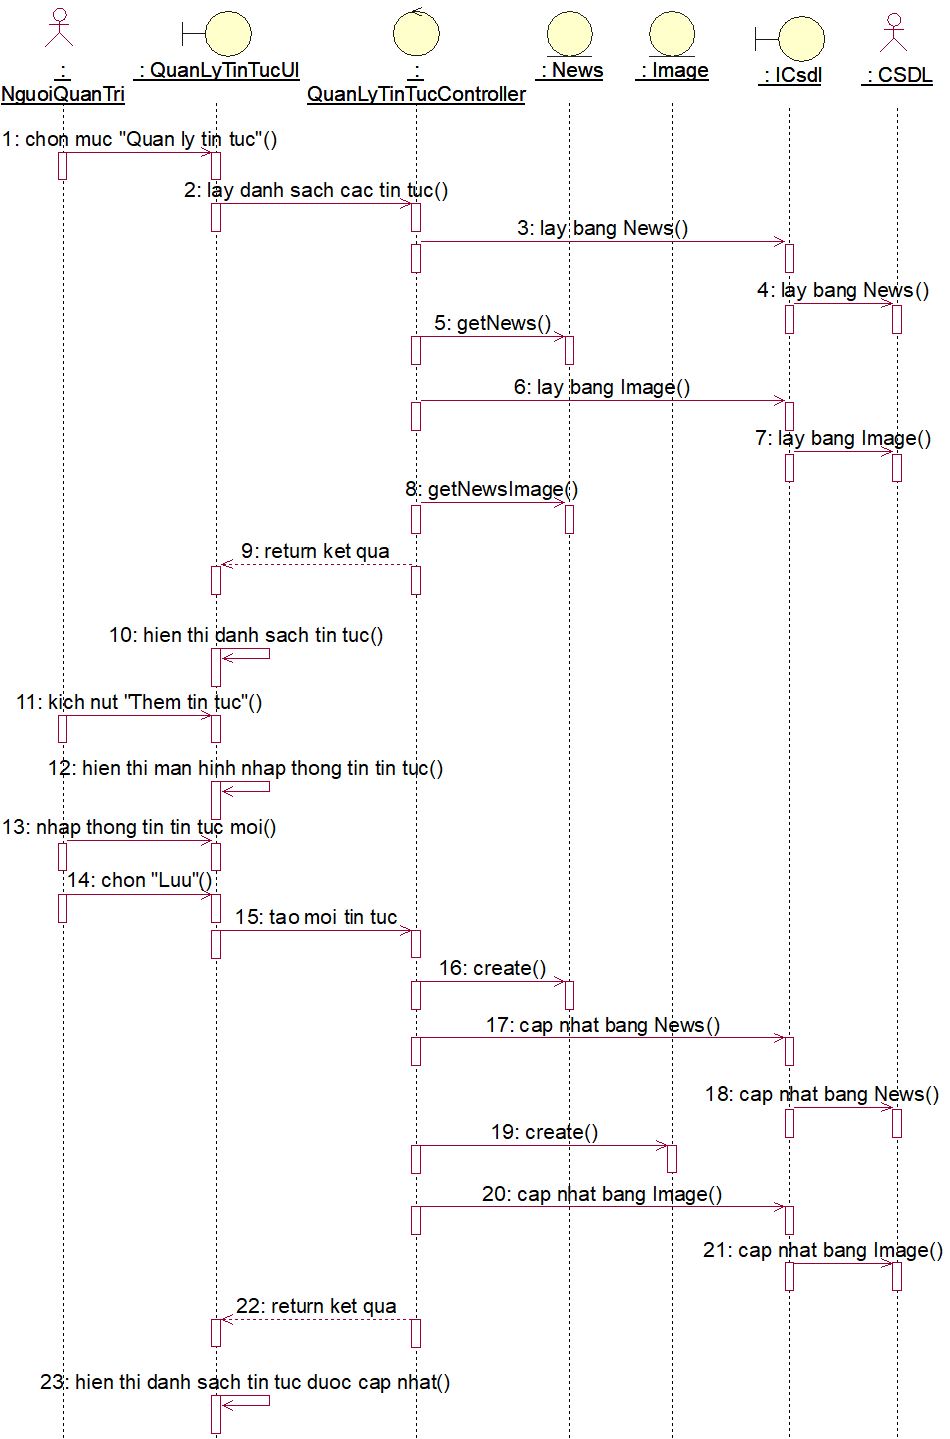 :
NguoiQuanTri
: QuanLyTinTucUI
:
QuanLyTinTucController
: News
: Image
: ICsdl
: CSDL
1: chon muc "Quan ly tin tuc"()
2: lay danh sach cac tin tuc()
3: lay bang News()
4: lay bang News()
5: getNews()
6: lay bang Image()
7: lay bang Image()
8: getNewsImage()
9: return ket qua
10: hien thi danh sach tin tuc()
11: kich nut "Them tin tuc"()
12: hien thi man hinh nhap thong tin tin tuc()
13: nhap thong tin tin tuc moi()
14: chon "Luu"()
15: tao moi tin tuc
16: create()
17: cap nhat bang News()
18: cap nhat bang News()
19: create()
20: cap nhat bang Image()
21: cap nhat bang Image()
22: return ket qua
23: hien thi danh sach tin tuc duoc cap nhat()